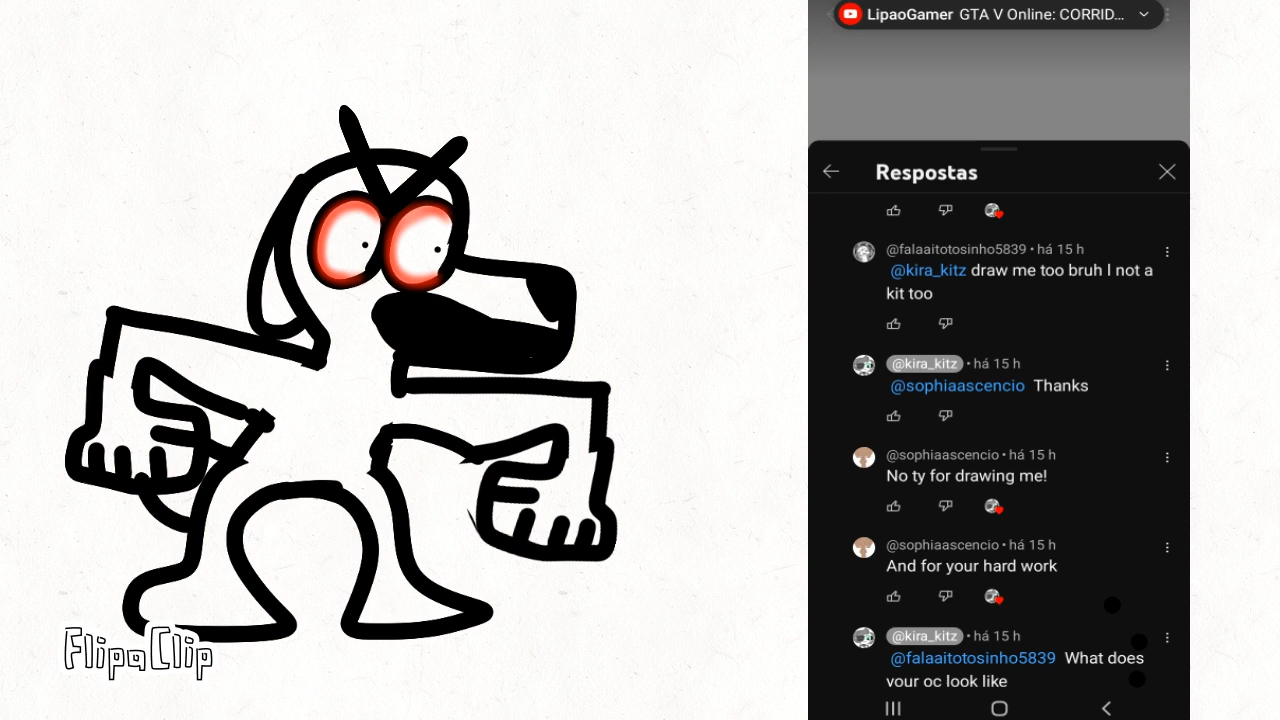 LipaoGamer GTA V Online: CORRID...
Respostas
@falaaitotosinho5839 • há 15 h
@kira_kitz draw me too bruh I not a
kit too
@kira_kitz • há 15 h
@sophiaascencio Thanks
@sophiaascencio • há 15 h
No ty for drawing me!
@sophiaascencio • há 15 h
And for your hard work
@kira_kitz • há 15 h
@falaaitotosinho5839 What does
your oc look like
FlipaClip